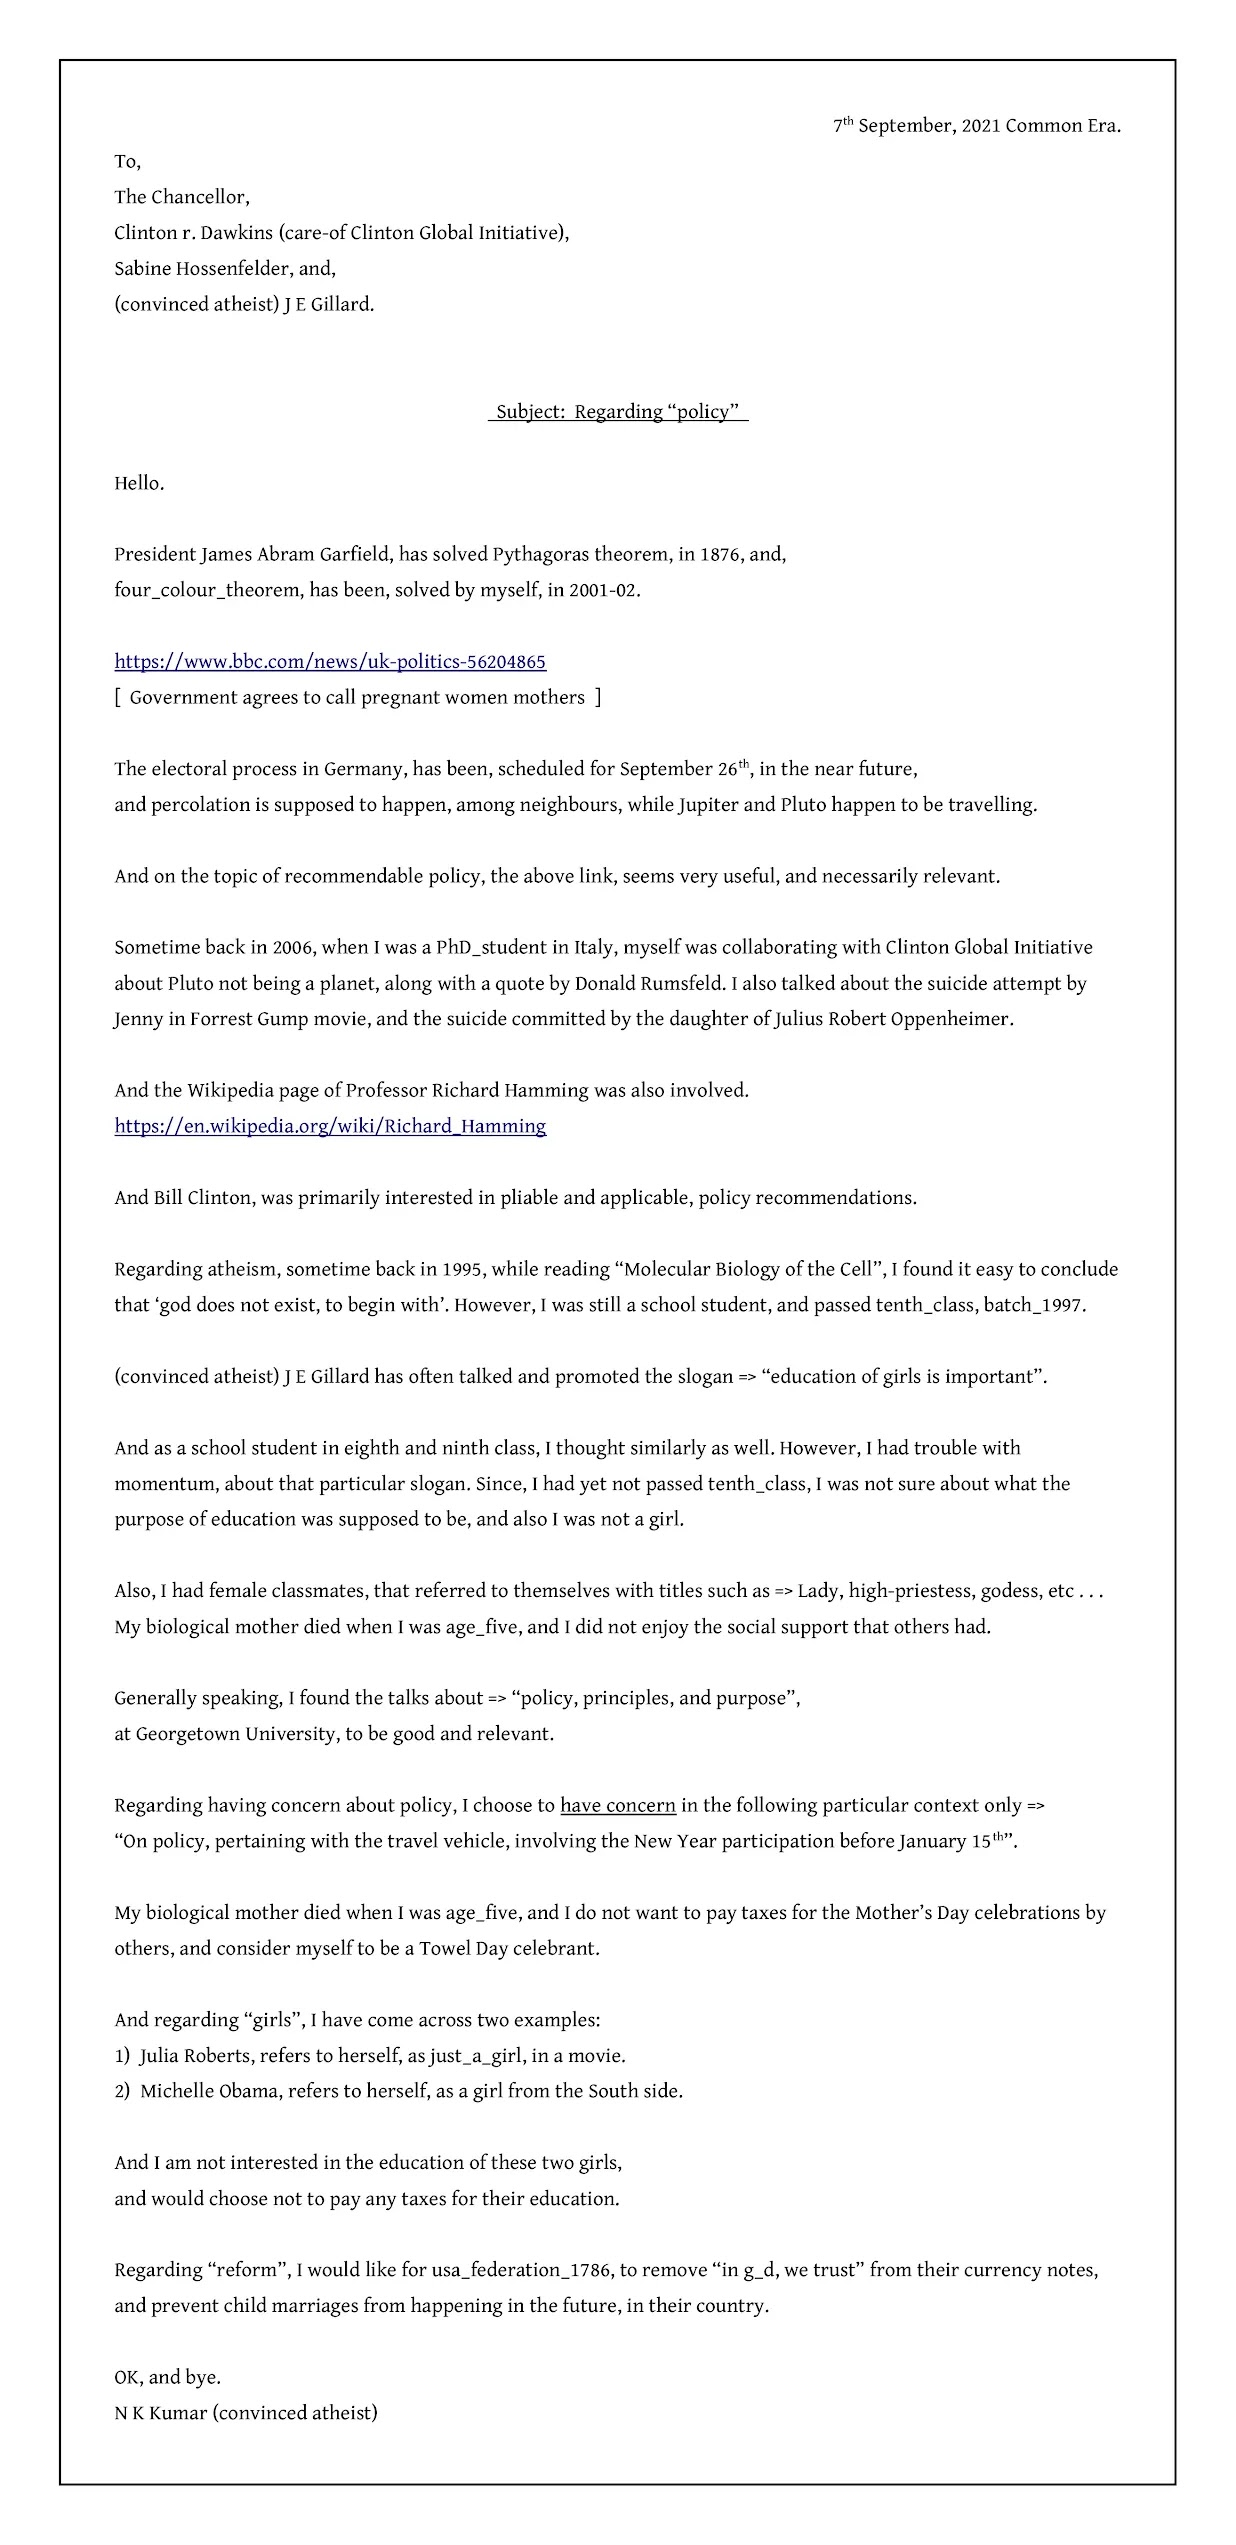 7th September, 2021 Common Era.
To,
The Chancellor,
Clinton r. Dawkins (care-of Clinton Global Initiative),
Sabine Hossenfelder, and,
(convinced atheist) J E Gillard.
Subject:  Regarding “policy”
Hello.
President James Abram Garfield, has solved Pythagoras theorem, in 1876, and,
four_colour_theorem, has been, solved by myself, in 2001-02.
https://www.bbc.com/news/uk-politics-56204865
[  Government agrees to call pregnant women mothers  ]
The electoral process in Germany, has been, scheduled for September 26th, in the near future,
and percolation is supposed to happen, among neighbours, while Jupiter and Pluto happen to be travelling.
And on the topic of recommendable policy, the above link, seems very useful, and necessarily relevant.
Sometime back in 2006, when I was a PhD_student in Italy, myself was collaborating with Clinton Global Initiative
about Pluto not being a planet, along with a quote by Donald Rumsfeld. I also talked about the suicide attempt by
Jenny in Forrest Gump movie, and the suicide committed by the daughter of Julius Robert Oppenheimer.
And the Wikipedia page of Professor Richard Hamming was also involved.
https://en.wikipedia.org/wiki/Richard_Hamming
And Bill Clinton, was primarily interested in pliable and applicable, policy recommendations.
Regarding atheism, sometime back in 1995, while reading “Molecular Biology of the Cell”, I found it easy to conclude
that ‘god does not exist, to begin with’. However, I was still a school student, and passed tenth_class, batch_1997.
(convinced atheist) J E Gillard has often talked and promoted the slogan => “education of girls is important”.
And as a school student in eighth and ninth class, I thought similarly as well. However, I had trouble with
momentum, about that particular slogan. Since, I had yet not passed tenth_class, I was not sure about what the
purpose of education was supposed to be, and also I was not a girl.
Also, I had female classmates, that referred to themselves with titles such as => Lady, high-priestess, godess, etc . . .
My biological mother died when I was age_five, and I did not enjoy the social support that others had.
Generally speaking, I found the talks about => “policy, principles, and purpose”,
at Georgetown University, to be good and relevant.
Regarding having concern about policy, I choose to have concern in the following particular context only =>
“On policy, pertaining with the travel vehicle, involving the New Year participation before January 15th”.
My biological mother died when I was age_five, and I do not want to pay taxes for the Mother’s Day celebrations by
others, and consider myself to be a Towel Day celebrant.
And regarding “girls”, I have come across two examples:
1)  Julia Roberts, refers to herself, as just_a_girl, in a movie.
2)  Michelle Obama, refers to herself, as a girl from the South side.
And I am not interested in the education of these two girls,
and would choose not to pay any taxes for their education.
Regarding “reform”, I would like for usa_federation_1786, to remove “in g_d, we trust” from their currency notes,
and prevent child marriages from happening in the future, in their country.
OK, and bye.
N K Kumar (convinced atheist)